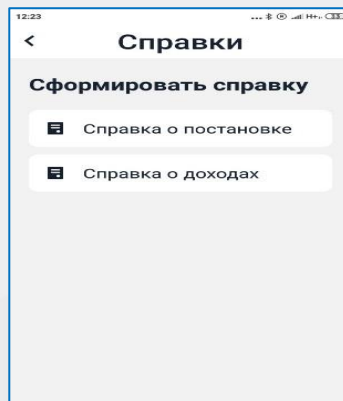 12:23
Справки
Сформировать справку
Справка о постановке
Справка о доходах